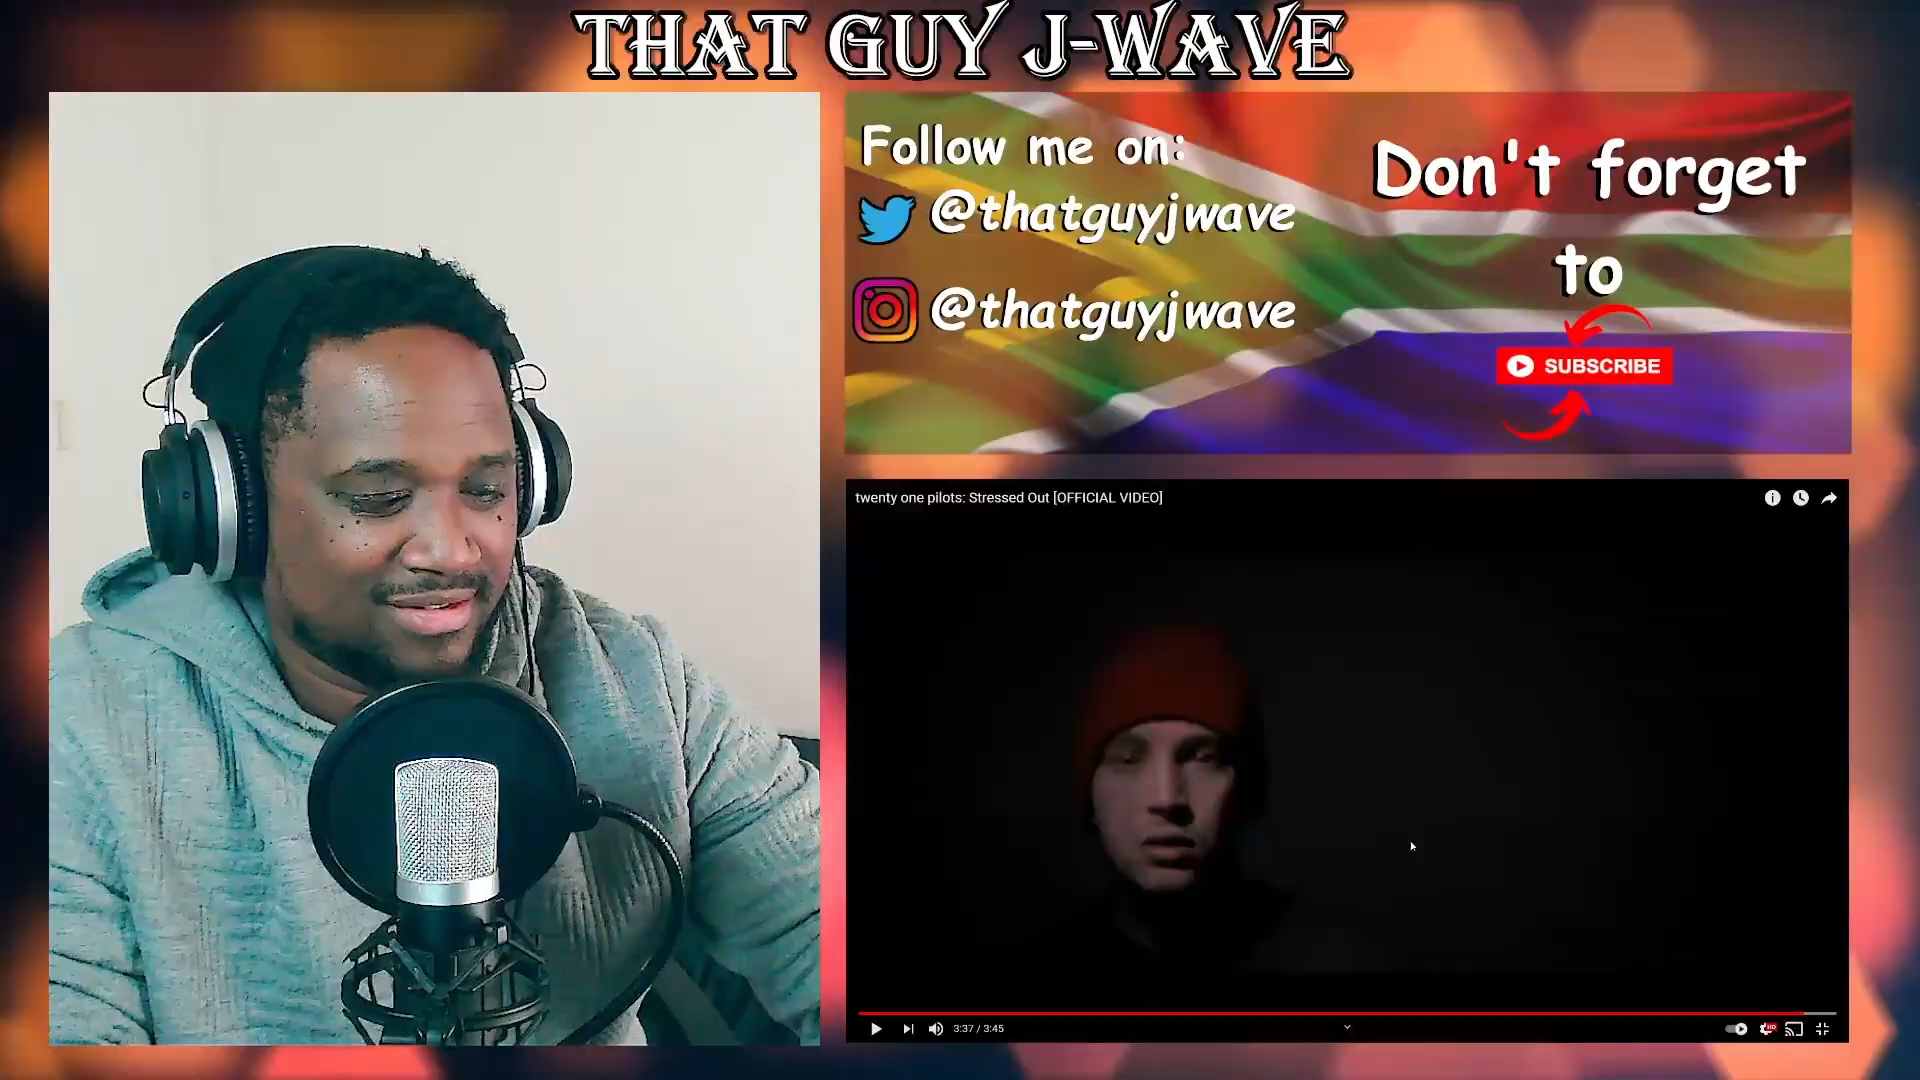 THAT GUY J-WAVE
Follow me on:
@thatguyjwave
@thatguyjwave
Don't forget
to
SUBSCRIBE
twenty one pilots: Stressed Out [OFFICIAL VIDEO]
3:37 / 3:45
HD